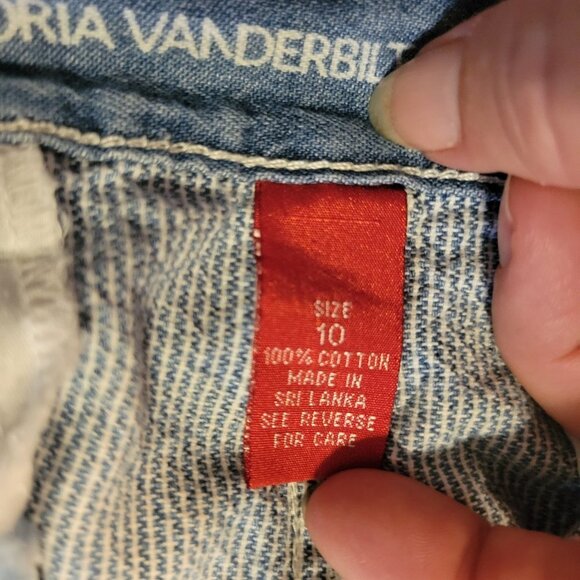 ORIA VANDERBILT
SIZE
10
100% COTTON
MADE IN
SRI LANKA
SEE REVERSE
FOR CARE